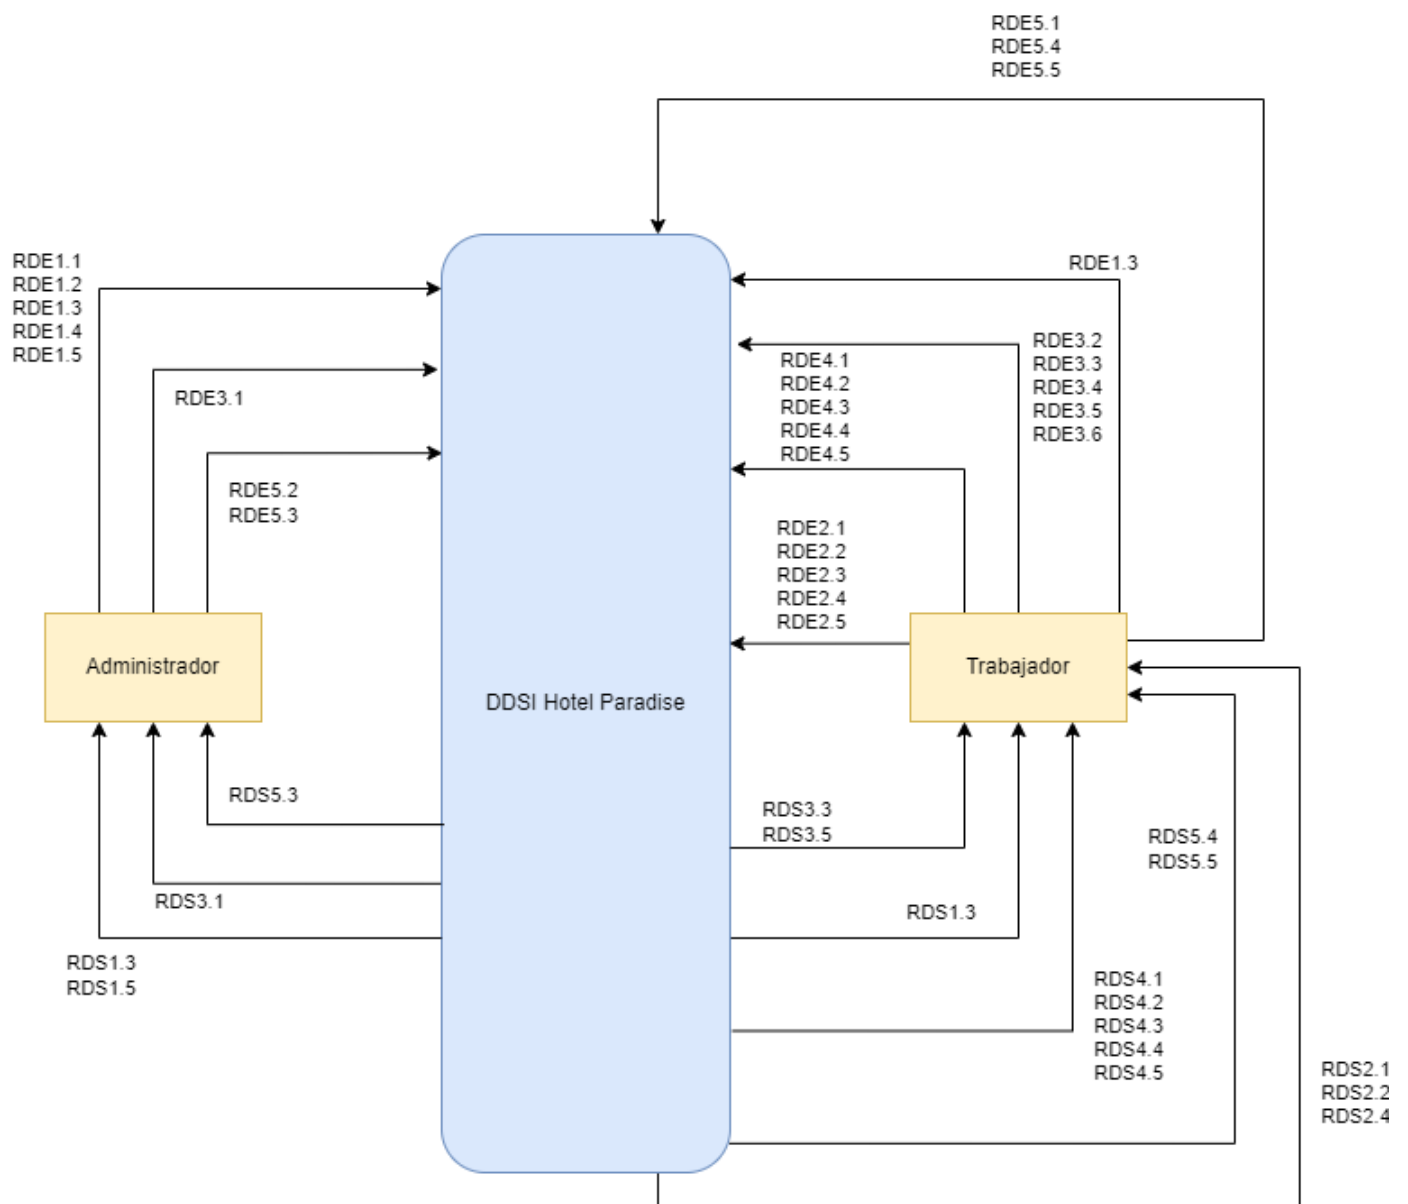 RDE5.1
RDE5.4
RDE5.5
RDE1.1
RDE1.2
RDE1.3
RDE1.4
RDE1.5
RDE1.3
RDE3.1
RDE3.2
RDE3.3
RDE3.4
RDE3.5
RDE3.6
RDE4.1
RDE4.2
RDE4.3
RDE4.4
RDE4.5
RDE5.2
RDE5.3
RDE2.1
RDE2.2
RDE2.3
RDE2.4
RDE2.5
Administrador
DDSI Hotel Paradise
Trabajador
RDS5.3
RDS3.3
RDS3.5
RDS5.4
RDS5.5
RDS3.1
RDS1.3
RDS1.3
RDS1.5
RDS4.1
RDS4.2
RDS4.3
RDS4.4
RDS4.5
RDS2.1
RDS2.2
RDS2.4